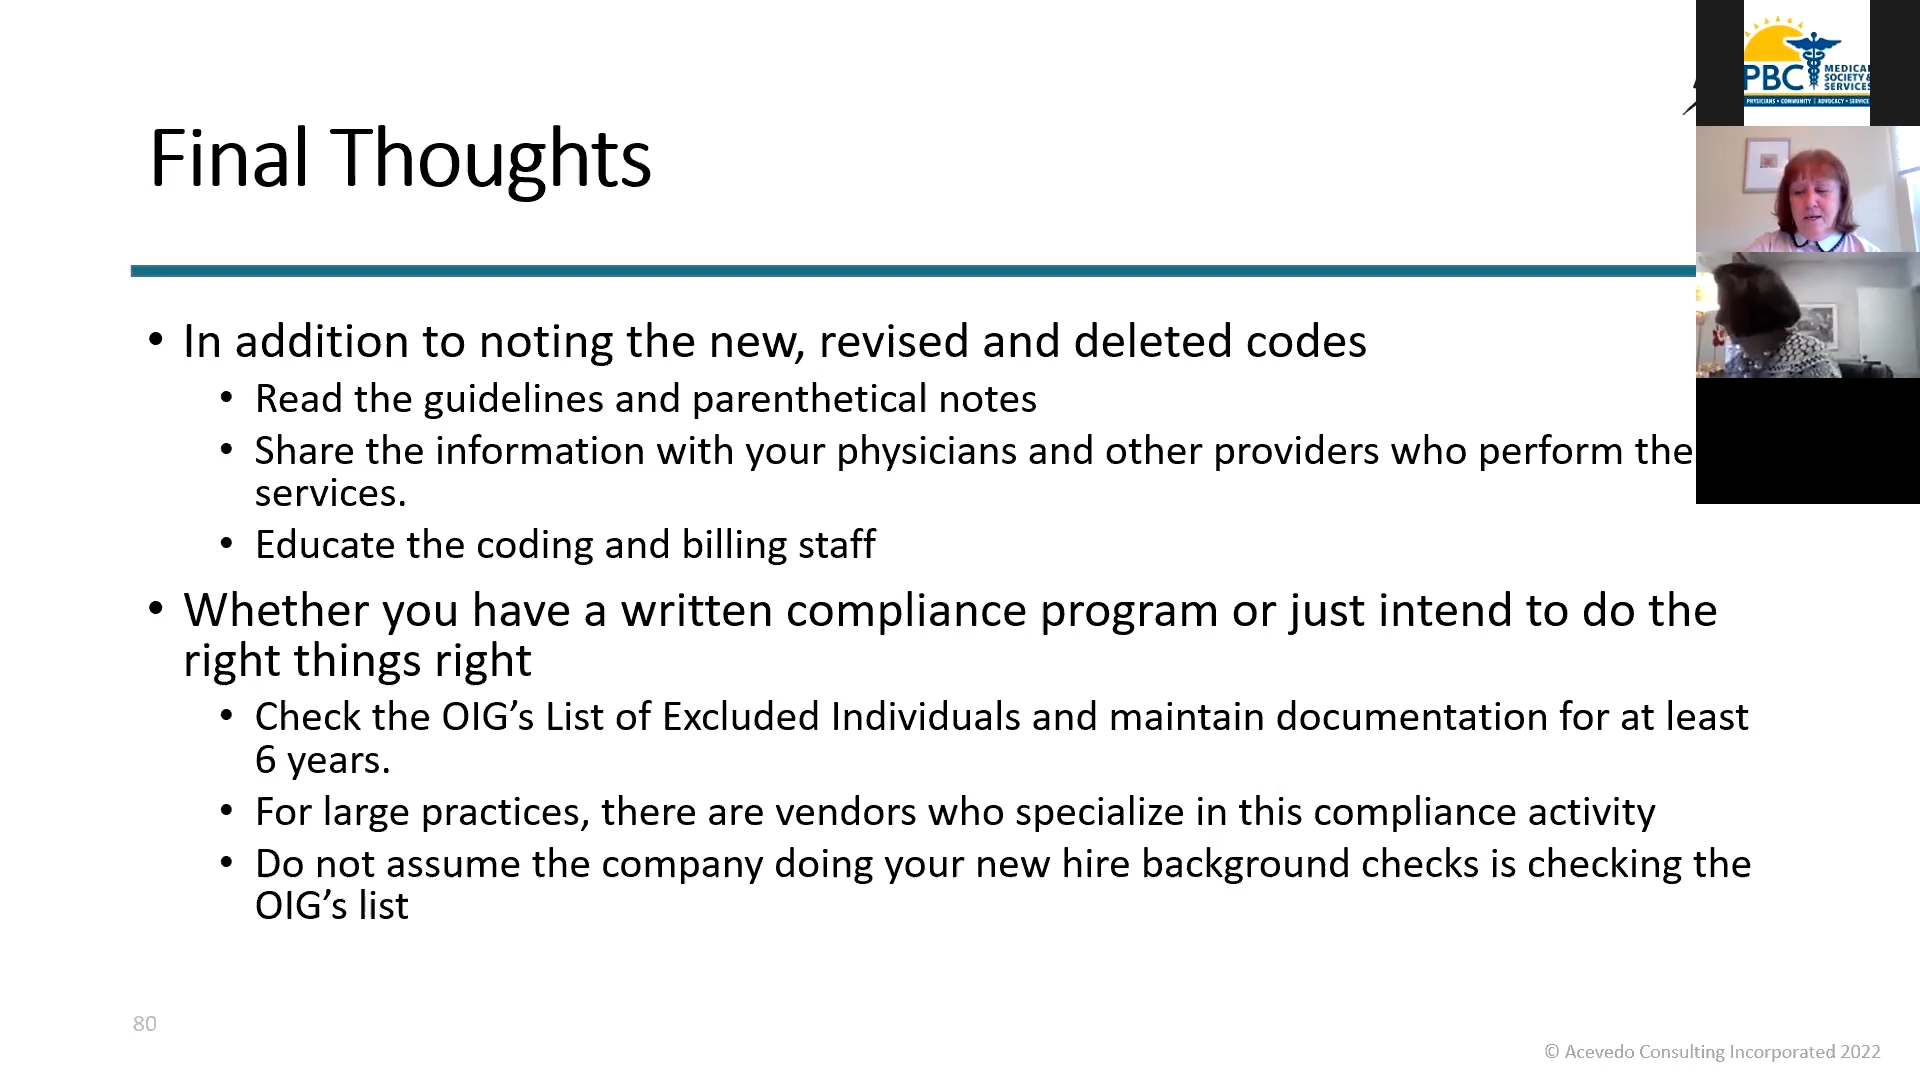 PBC MEDICAL
SOCIETY &
SERVICES
PHYSICIANS • COMMUNITY | ADVOCACY • SERVICE
Final Thoughts
• In addition to noting the new, revised and deleted codes
• Read the guidelines and parenthetical notes
• Share the information with your physicians and other providers who perform the
services.
• Educate the coding and billing staff
• Whether you have a written compliance program or just intend to do the
right things right
• Check the OIG’s List of Excluded Individuals and maintain documentation for at least
6 years.
• For large practices, there are vendors who specialize in this compliance activity
• Do not assume the company doing your new hire background checks is checking the
OIG’s list
80
© Acevedo Consulting Incorporated 2022